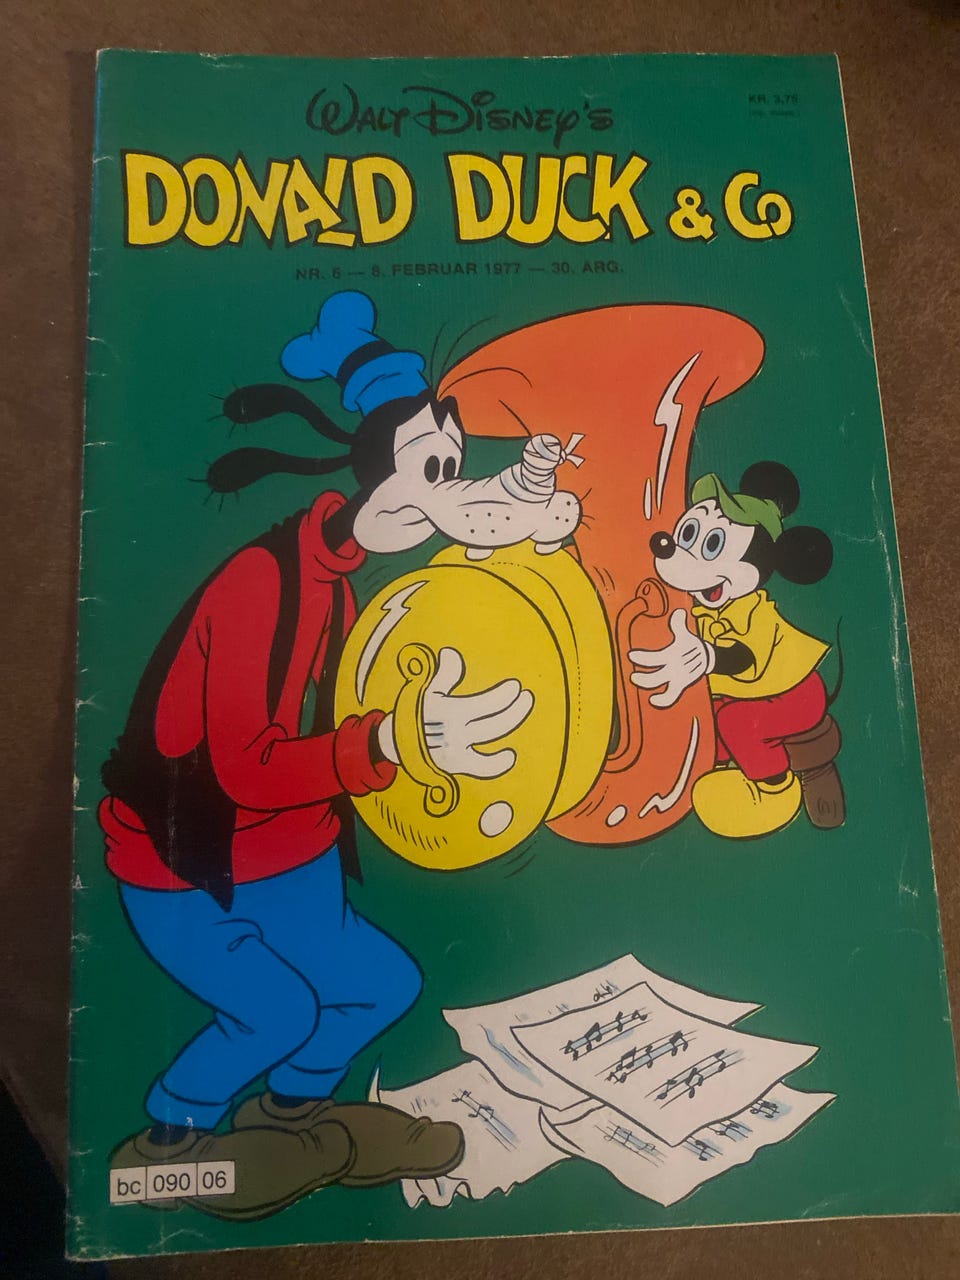 WALT DISNEY'S
KR. 3,75
DONALD DUCK & Co
NR. 6 — 8. FEBRUAR 1977 — 30. ÅRG.
bc 090 06